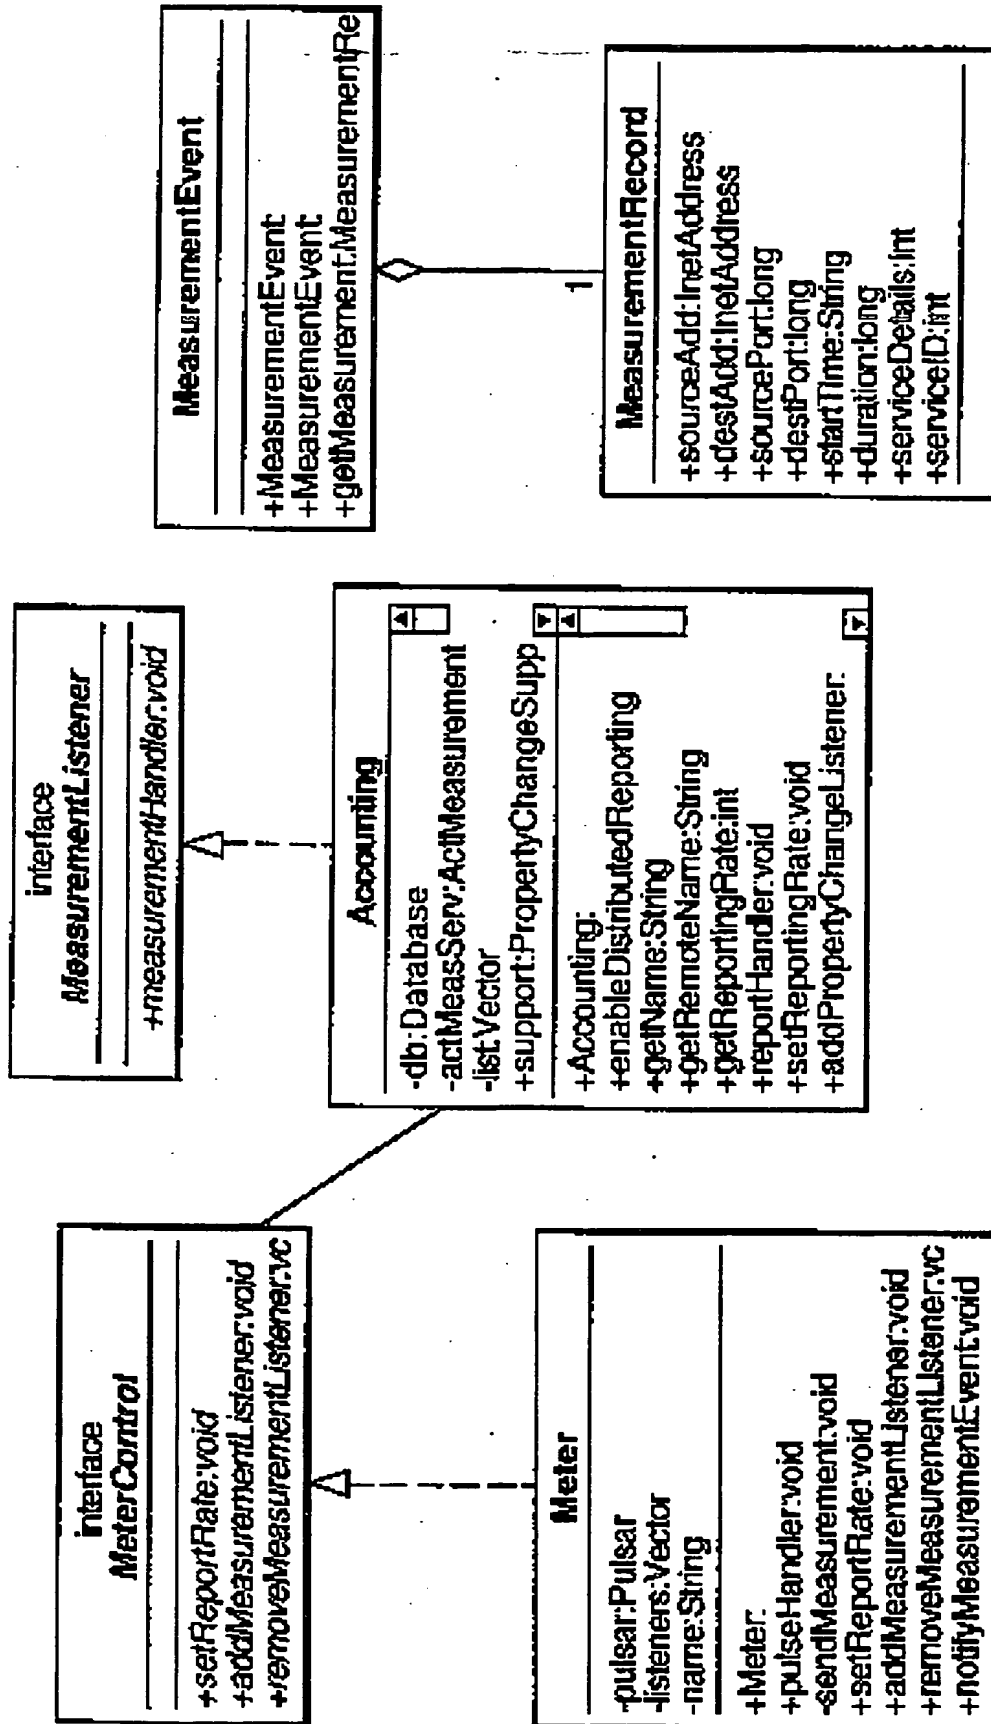 interface
MeterControl
+setReportRate:void
+addMeasurementListener:void
+removeMeasurementListener:vc
Meter
-pulsar:Pulsar
-listeners:Vector
-name:String
+Meter:
+pulseHandler:void
-sendMeasurement:void
+setReportRate:void
+addMeasurementListener:void
+removeMeasurementListener:vc
+notifyMeasurementEvent:void
interface
MeasurementListener
+measurementHandler:void
Accounting
-db:Database
-actMeasServ:ActMeasurement
-list:Vector
+support:PropertyChangeSupp
+Accounting:
+enableDistributedReporting
+getName:String
+getRemoteName:String
+getReportingRate:int
+reportHandler:void
+setReportingRate:void
+addPropertyChangeListener:
MeasurementEvent
+MeasurementEvent:
+MeasurementEvent:
+getMeasurement:MeasurementRe
1
MeasurementRecord
+sourceAdd:InetAddress
+destAdd:InetAddress
+sourcePort:long
+destPort:long
+startTime:String
+duration:long
+serviceDetails:int
+serviceID:int